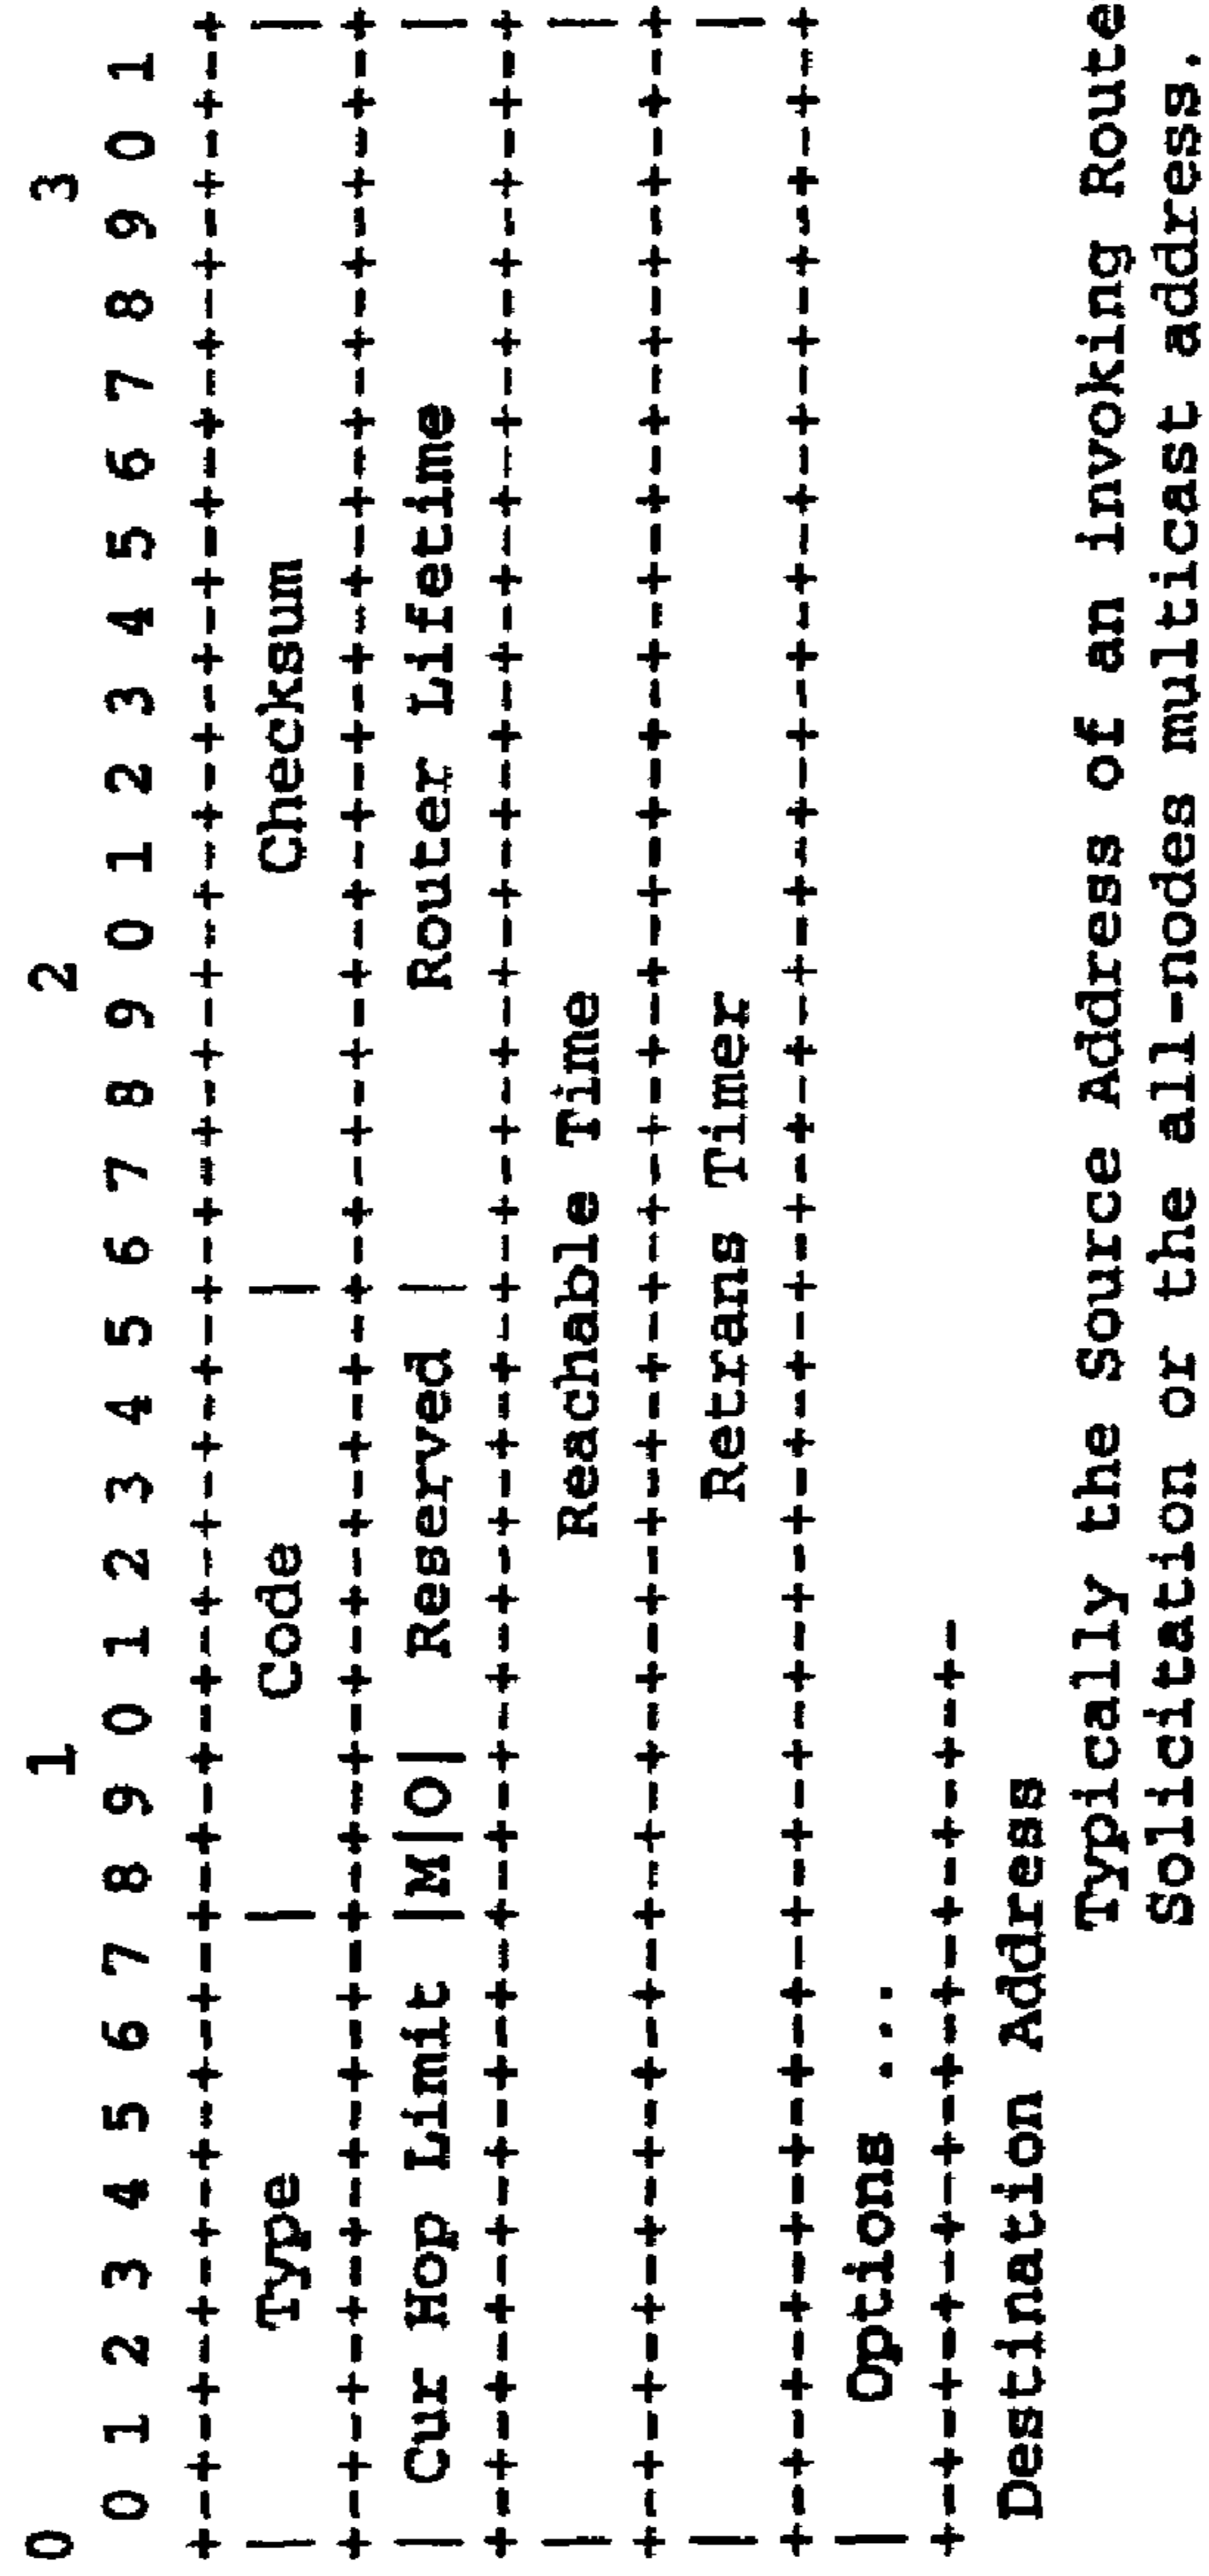 0                   1                   2                   3
 0 1 2 3 4 5 6 7 8 9 0 1 2 3 4 5 6 7 8 9 0 1 2 3 4 5 6 7 8 9 0 1
+-+-+-+-+-+-+-+-+-+-+-+-+-+-+-+-+-+-+-+-+-+-+-+-+-+-+-+-+-+-+-+-+
|     Type      |     Code      |          Checksum             |
+-+-+-+-+-+-+-+-+-+-+-+-+-+-+-+-+-+-+-+-+-+-+-+-+-+-+-+-+-+-+-+-+
| Cur Hop Limit |M|O|  Reserved |       Router Lifetime         |
+-+-+-+-+-+-+-+-+-+-+-+-+-+-+-+-+-+-+-+-+-+-+-+-+-+-+-+-+-+-+-+-+
|                         Reachable Time                        |
+-+-+-+-+-+-+-+-+-+-+-+-+-+-+-+-+-+-+-+-+-+-+-+-+-+-+-+-+-+-+-+-+
|                          Retrans Timer                        |
+-+-+-+-+-+-+-+-+-+-+-+-+-+-+-+-+-+-+-+-+-+-+-+-+-+-+-+-+-+-+-+-+
|   Options ...
+-+-+-+-+-+-+-+-+-+-+-+-
Destination Address
Typically the Source Address of an invoking Route
Solicitation or the all-nodes multicast address.